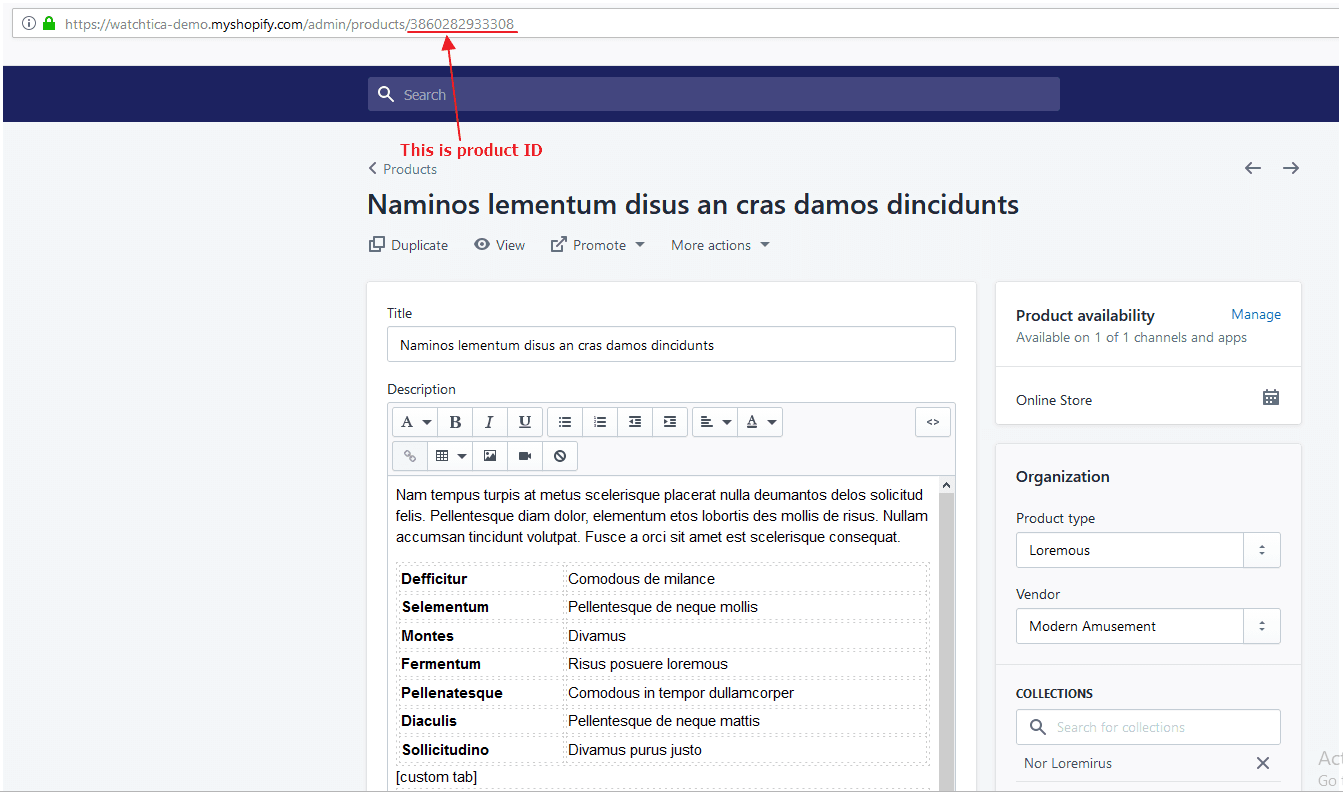 https://watchtica-demo.myshopify.com/admin/products/3860282933308
Search
This is product ID
Products
Naminos lementum disus an cras damos dincidunts
Duplicate View Promote More actions
Title
Naminos lementum disus an cras damos dincidunts
Description
A B I U A <>
Nam tempus turpis at metus scelerisque placerat nulla deumantos delos solicitud
felis. Pellentesque diam dolor, elementum etos lobortis des mollis de risus. Nullam
accumsan tincidunt volutpat. Fusce a orci sit amet est scelerisque consequat.
Defficitur Comodous de milance
Selementum Pellentesque de neque mollis
Montes Divamus
Fermentum Risus posuere loremous
Pellenatesque Comodous in tempor dullamcorper
Diaculis Pellentesque de neque mattis
Sollicitudino Divamus purus justo
[custom tab]
Product availability Manage
Available on 1 of 1 channels and apps
Online Store
Organization
Product type
Loremous
Vendor
Modern Amusement
COLLECTIONS
Search for collections
Nor Loremirus
Act
Go